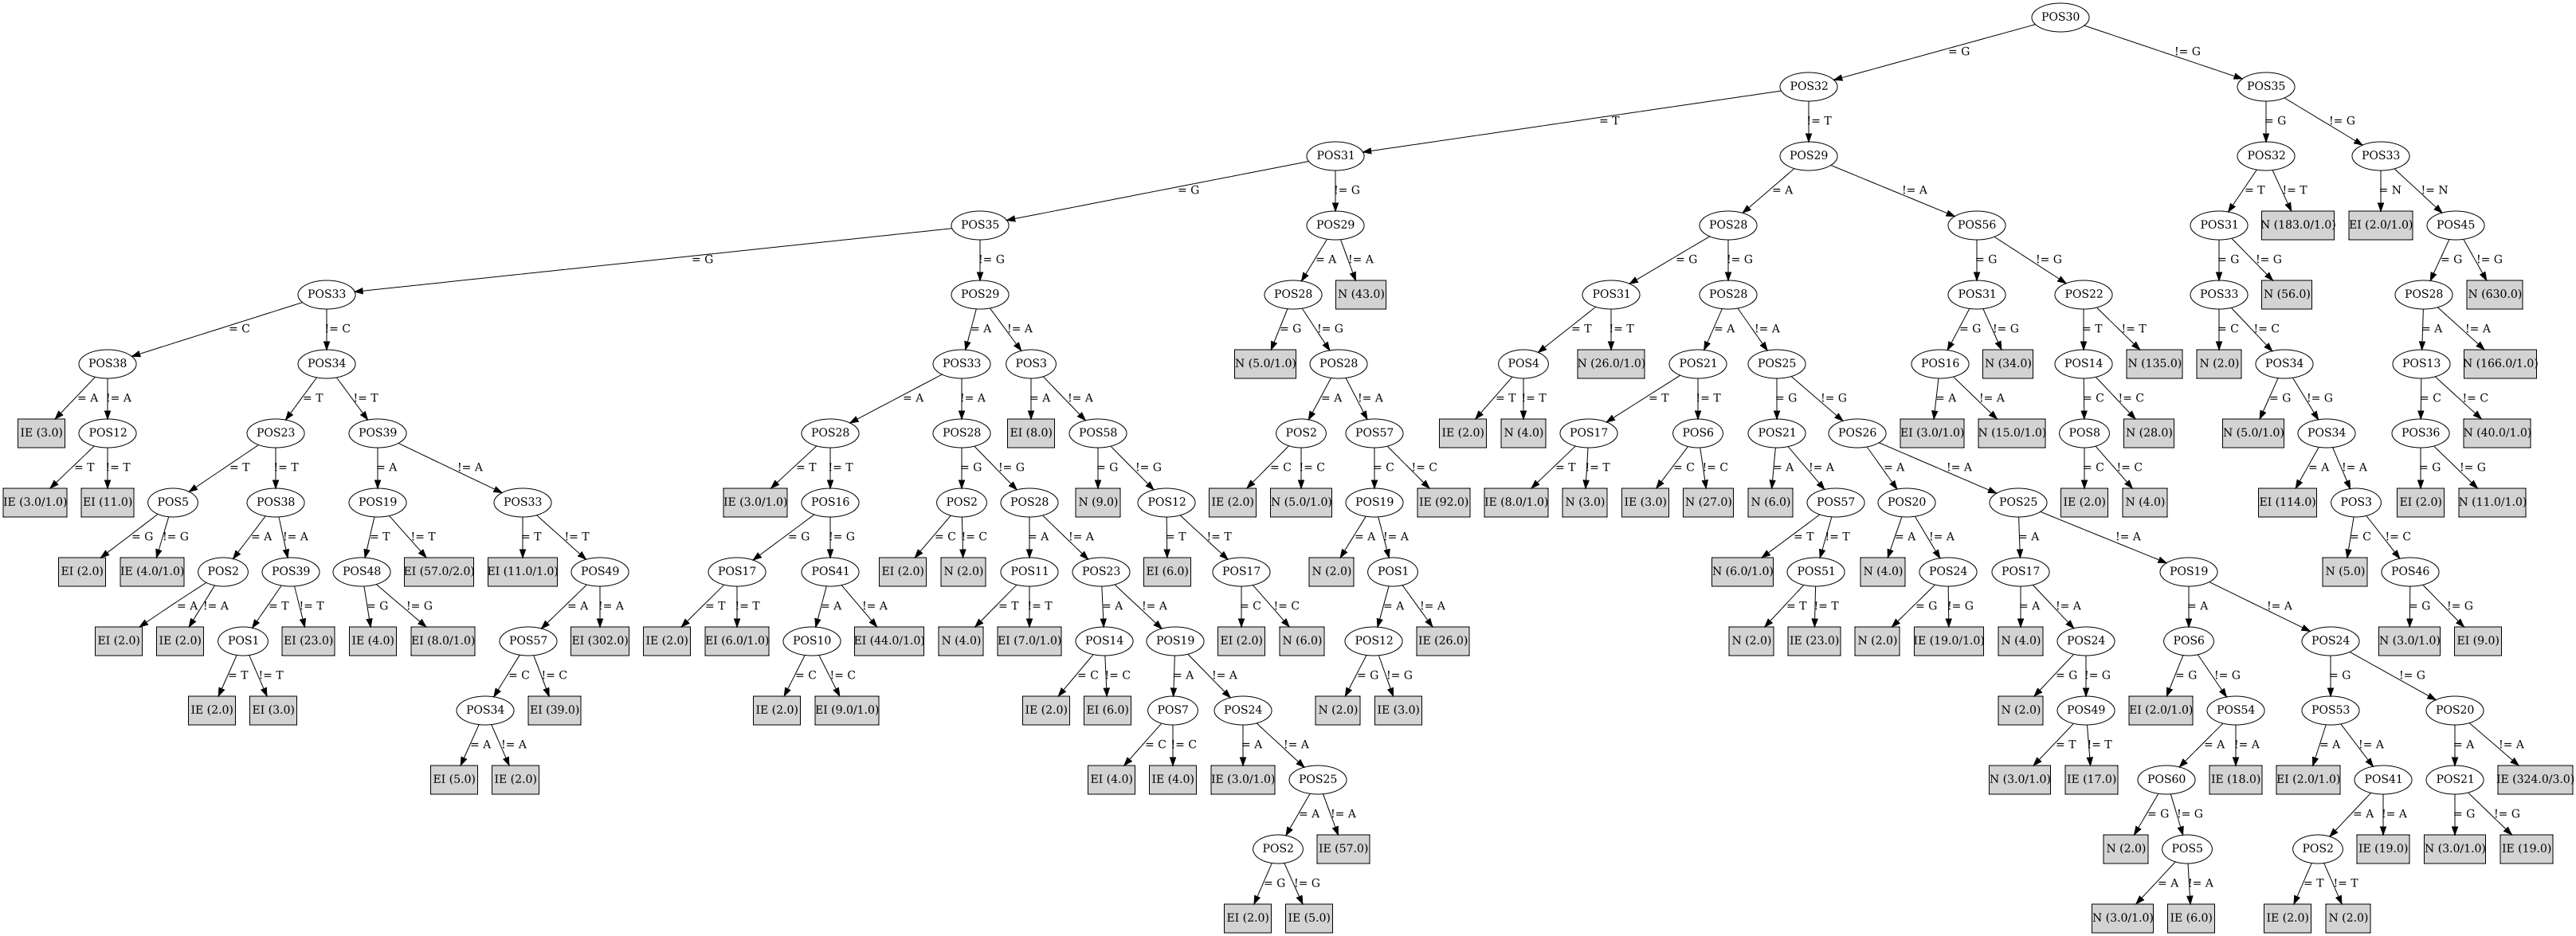 POS30
= G != G
POS32 POS35
= T != T = G != G
POS31 POS29 POS32 POS33
= G != G = A != A = T != T = N != N
POS35 POS29 POS28 POS56 POS31 N (183.0/1.0) EI (2.0/1.0) POS45
= G != G = A != A = G != G = G != G = G != G = G != G
POS33 POS29 POS28 N (43.0) POS31 POS28 POS31 POS22 POS33 N (56.0) POS28 N (630.0)
= C != C = A != A = G != G = T != T = A != A = G != G = T != T = C != C = A != A
POS38 POS34 POS33 POS3 N (5.0/1.0) POS28 POS4 N (26.0/1.0) POS21 POS25 POS16 N (34.0) POS14 N (135.0) N (2.0) POS34 POS13 N (166.0/1.0)
= A != A = T != T = A != A = A != A = A != A = T != T = T != T = G != G = A != A = C != C = G != G = C != C
IE (3.0) POS12 POS23 POS39 POS28 POS28 EI (8.0) POS58 POS2 POS57 IE (2.0) N (4.0) POS17 POS6 POS21 POS26 EI (3.0/1.0) N (15.0/1.0) POS8 N (28.0) N (5.0/1.0) POS34 POS36 N (40.0/1.0)
= T != T = T != T = A != A = T != T = G != G = G != G = C != C = C != C = T != T = C != C = A != A = A != A = C != C = A != A = G != G
IE (3.0/1.0) EI (11.0) POS5 POS38 POS19 POS33 IE (3.0/1.0) POS16 POS2 POS28 N (9.0) POS12 IE (2.0) N (5.0/1.0) POS19 IE (92.0) IE (8.0/1.0) N (3.0) IE (3.0) N (27.0) N (6.0) POS57 POS20 POS25 IE (2.0) N (4.0) EI (114.0) POS3 EI (2.0) N (11.0/1.0)
= G != G = A != A = T != T = T != T = G != G = C != C = A != A = T != T = A != A = T != T = A != A = A != A = C != C
EI (2.0) IE (4.0/1.0) POS2 POS39 POS48 EI (57.0/2.0) EI (11.0/1.0) POS49 POS17 POS41 EI (2.0) N (2.0) POS11 POS23 EI (6.0) POS17 N (2.0) POS1 N (6.0/1.0) POS51 N (4.0) POS24 POS17 POS19 N (5.0) POS46
= A != A = T != T = G != G = A != A = T != T = A != A = T != T = A != A = C != C = A != A = T != T = G != G = A != A = A != A = G != G
EI (2.0) IE (2.0) POS1 EI (23.0) IE (4.0) EI (8.0/1.0) POS57 EI (302.0) IE (2.0) EI (6.0/1.0) POS10 EI (44.0/1.0) N (4.0) EI (7.0/1.0) POS14 POS19 EI (2.0) N (6.0) POS12 IE (26.0) N (2.0) IE (23.0) N (2.0) IE (19.0/1.0) N (4.0) POS24 POS6 POS24 N (3.0/1.0) EI (9.0)
= T != T = C != C = C != C = C != C = A != A = G != G = G != G = G != G = G != G
IE (2.0) EI (3.0) POS34 EI (39.0) IE (2.0) EI (9.0/1.0) IE (2.0) EI (6.0) POS7 POS24 N (2.0) IE (3.0) N (2.0) POS49 EI (2.0/1.0) POS54 POS53 POS20
= A != A = C != C = A != A = T != T = A != A = A != A = A != A
EI (5.0) IE (2.0) EI (4.0) IE (4.0) IE (3.0/1.0) POS25 N (3.0/1.0) IE (17.0) POS60 IE (18.0) EI (2.0/1.0) POS41 POS21 IE (324.0/3.0)
= A != A = G != G = A != A = G != G
POS2 IE (57.0) N (2.0) POS5 POS2 IE (19.0) N (3.0/1.0) IE (19.0)
= G != G = A != A = T != T
EI (2.0) IE (5.0) N (3.0/1.0) IE (6.0) IE (2.0) N (2.0)